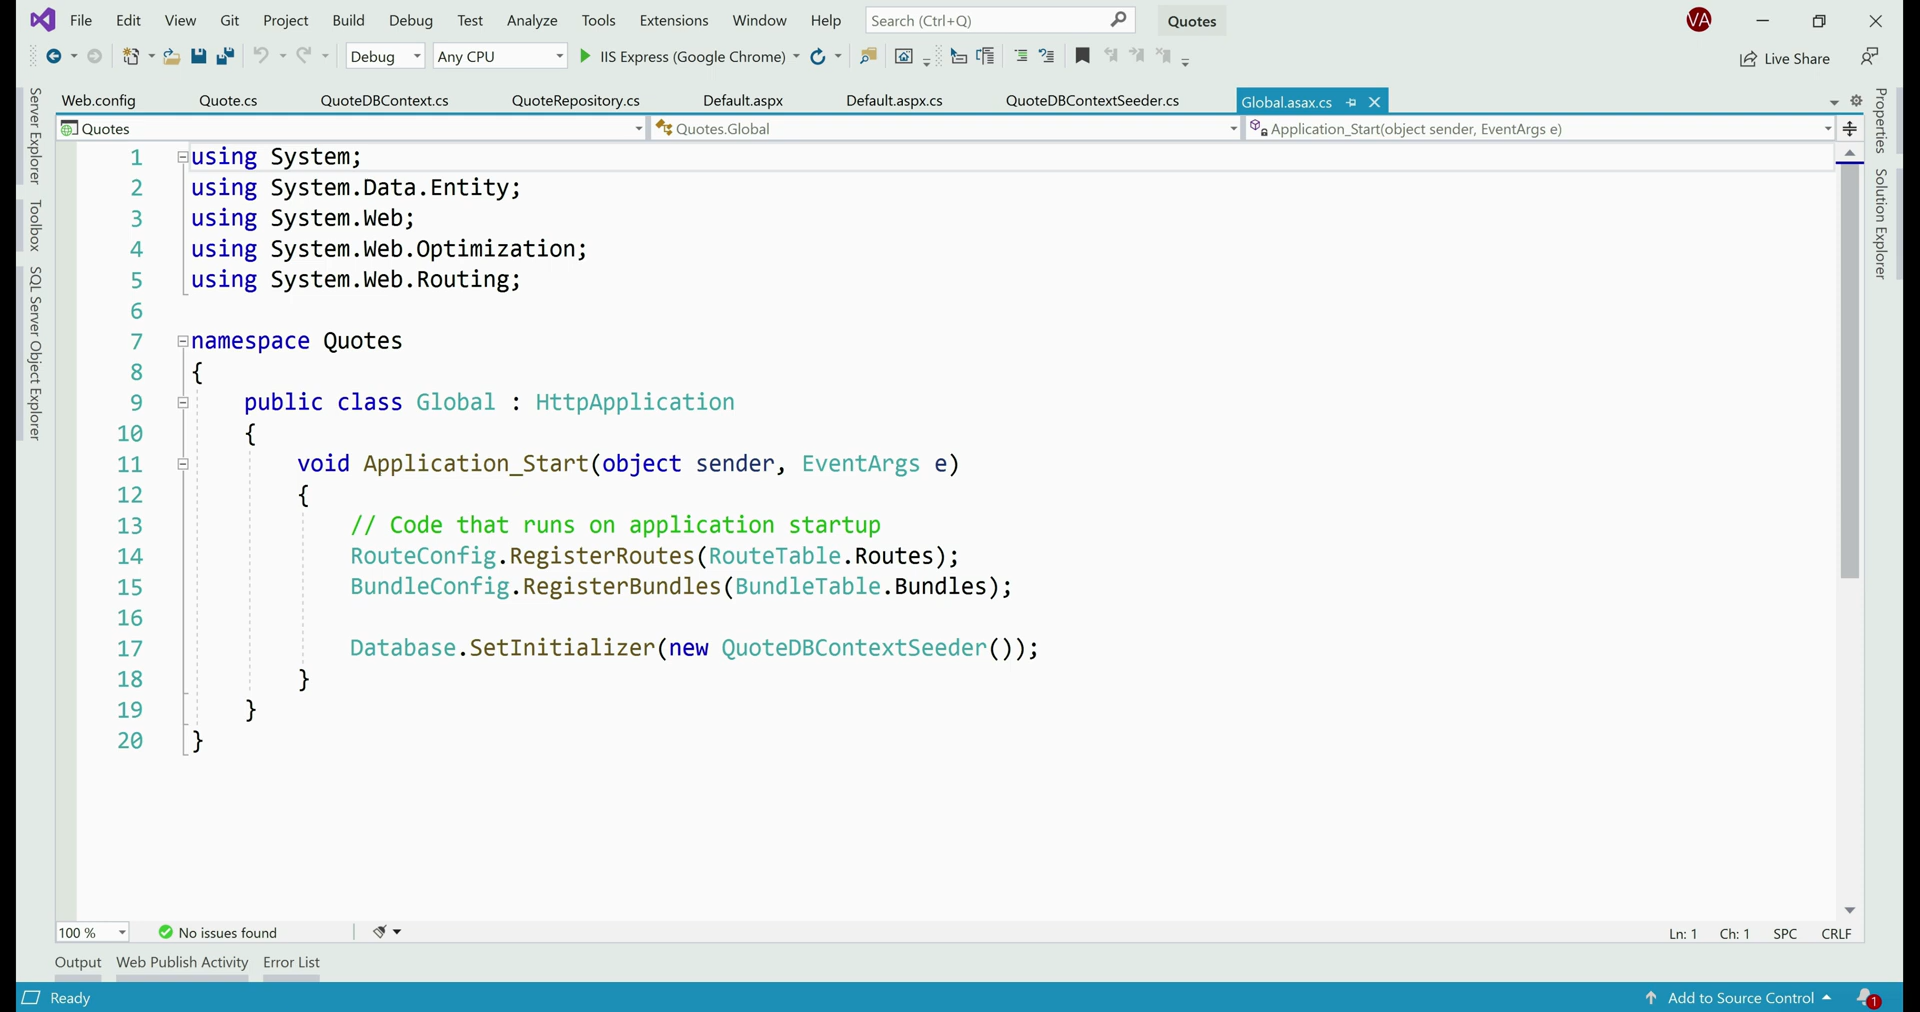 File Edit View Git Project Build Debug Test Analyze Tools Extensions Window Help Search (Ctrl+Q) Quotes VA
Debug Any CPU IIS Express (Google Chrome) Live Share
Web.config Quote.cs QuoteDBContext.cs QuoteRepository.cs Default.aspx Default.aspx.cs QuoteDBContextSeeder.cs Global.asax.cs
Quotes Quotes.Global Application_Start(object sender, EventArgs e)
Server Explorer
Toolbox
SQL Server Object Explorer
1 using System;
2 using System.Data.Entity;
3 using System.Web;
4 using System.Web.Optimization;
5 using System.Web.Routing;
6
7 namespace Quotes
8 {
9 public class Global : HttpApplication
10 {
11 void Application_Start(object sender, EventArgs e)
12 {
13 // Code that runs on application startup
14 RouteConfig.RegisterRoutes(RouteTable.Routes);
15 BundleConfig.RegisterBundles(BundleTable.Bundles);
16
17 Database.SetInitializer(new QuoteDBContextSeeder());
18 }
19 }
20 }
Properties
Solution Explorer
100 % No issues found Ln: 1 Ch: 1 SPC CRLF
Output Web Publish Activity Error List
Ready Add to Source Control 1